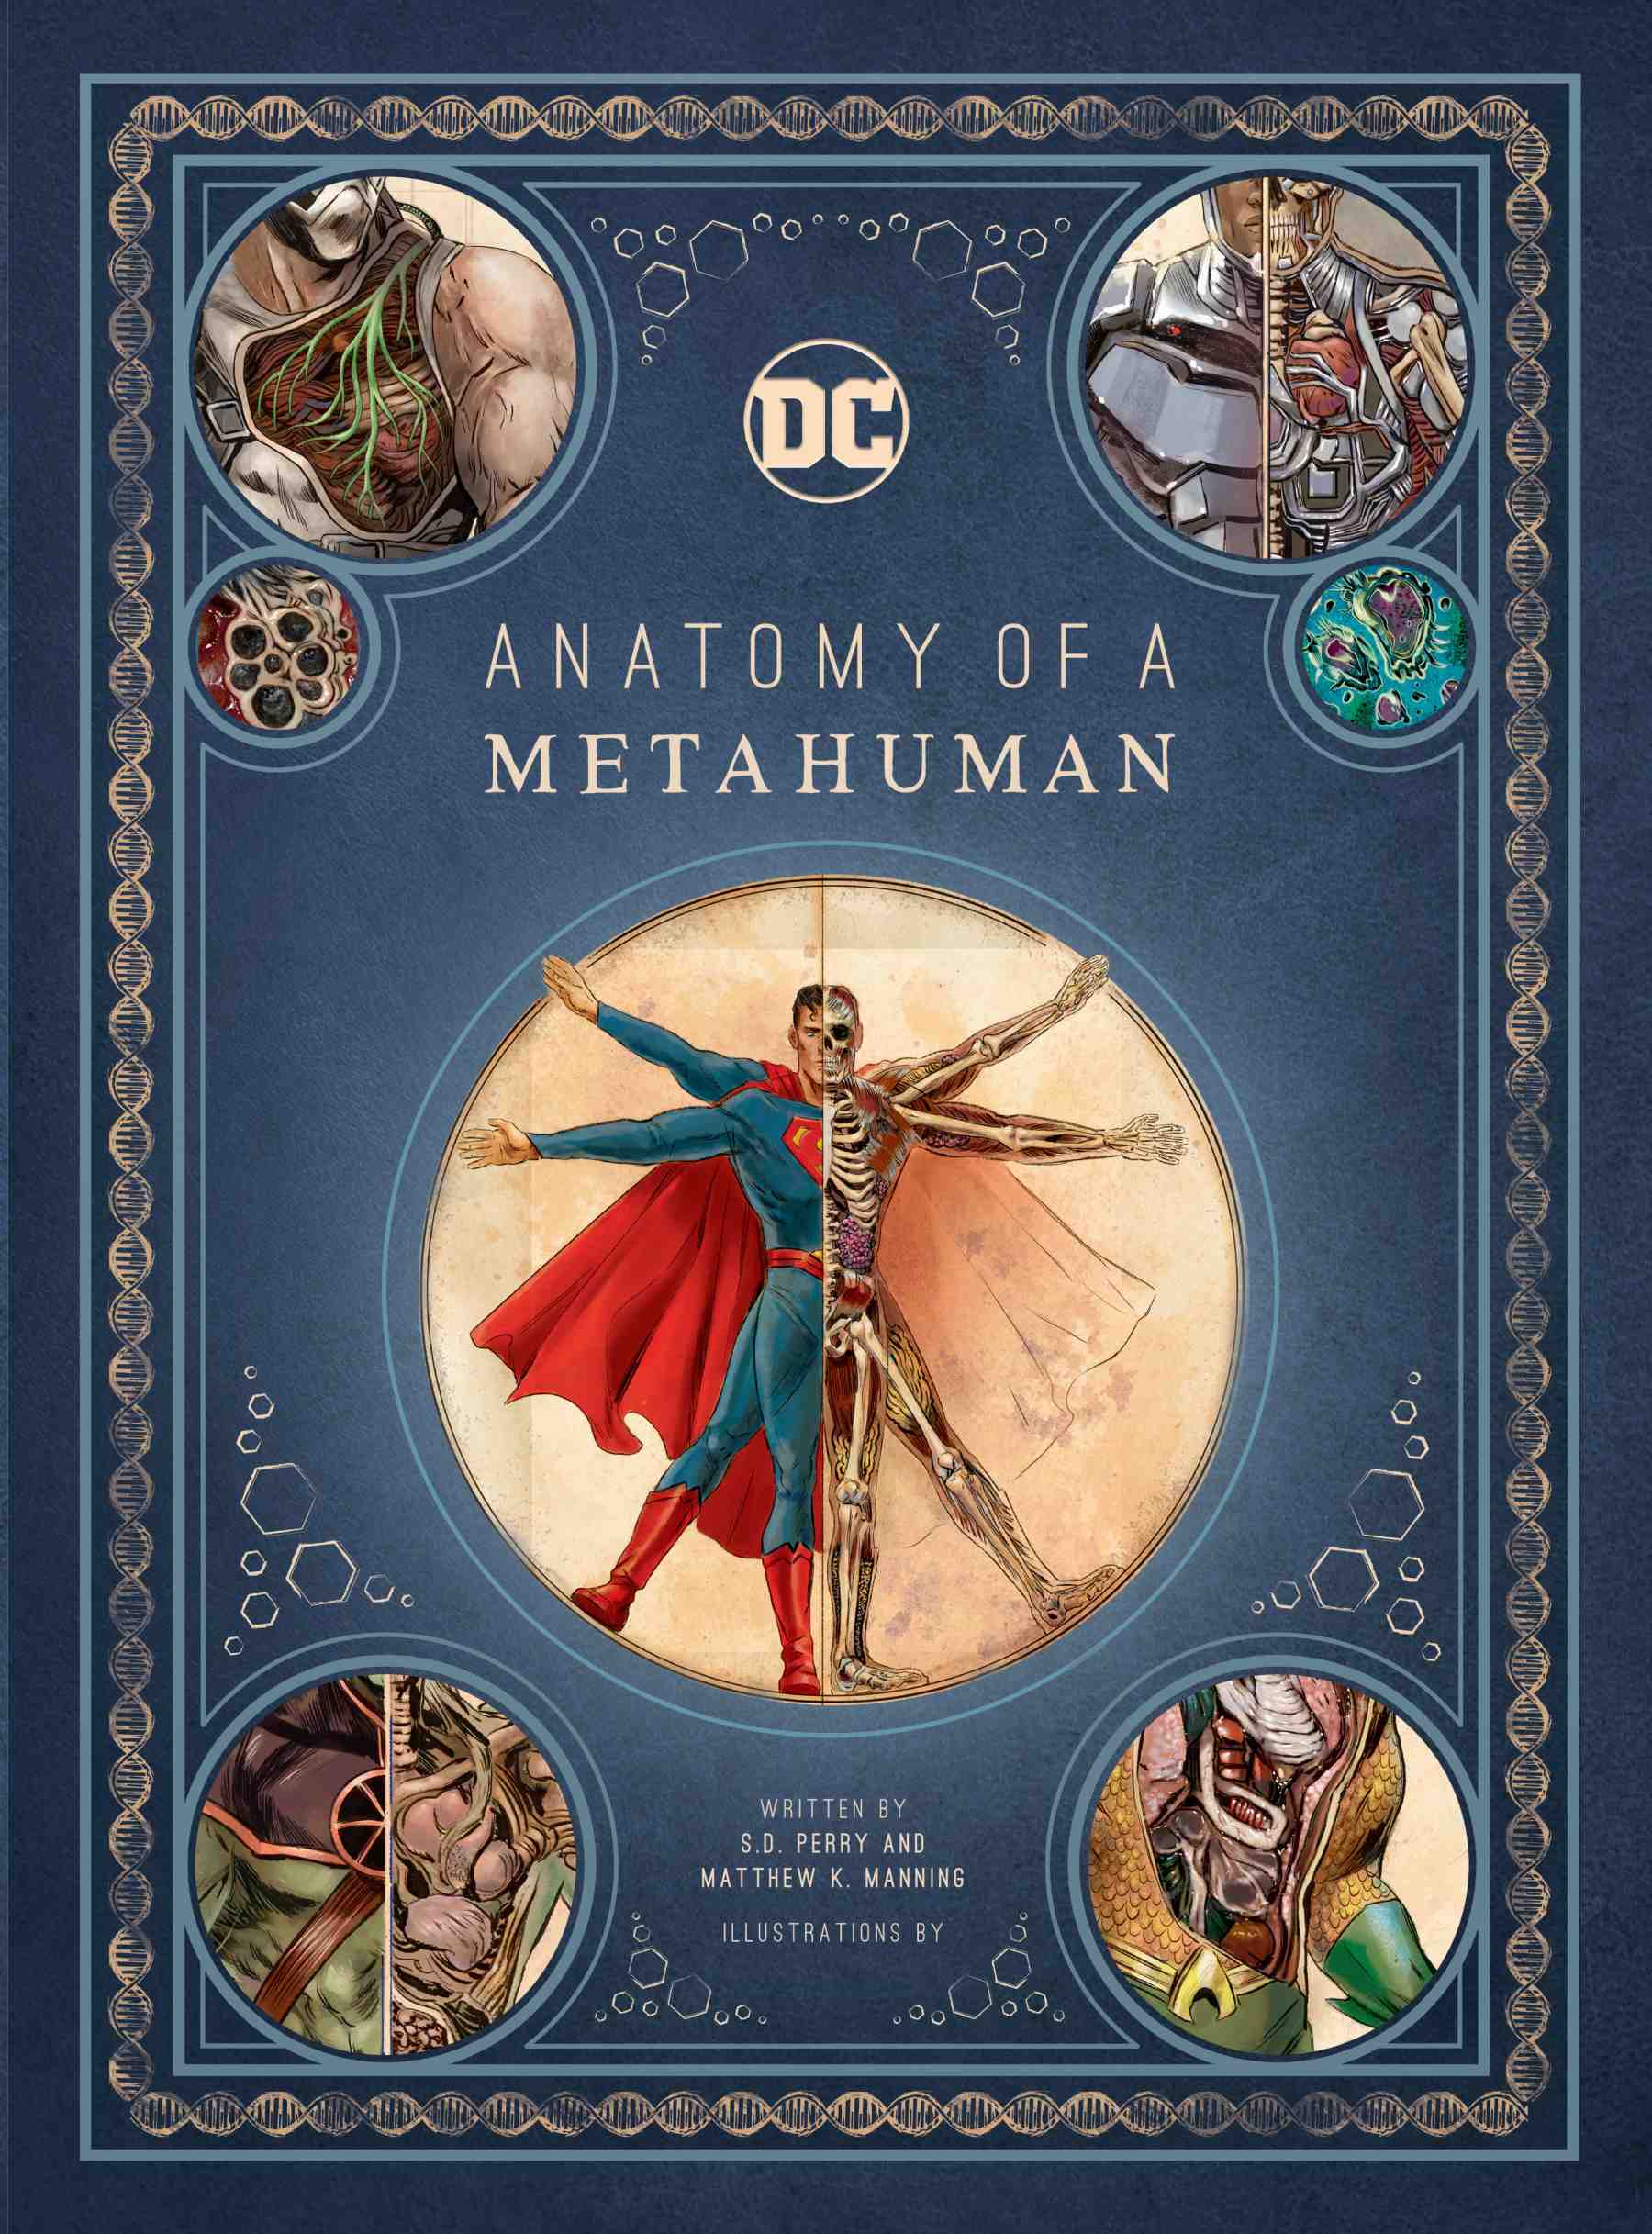 DC
ANATOMY OF A
METAHUMAN
S
WRITTEN BY
S.D. PERRY AND
MATTHEW K. MANNING
ILLUSTRATIONS BY